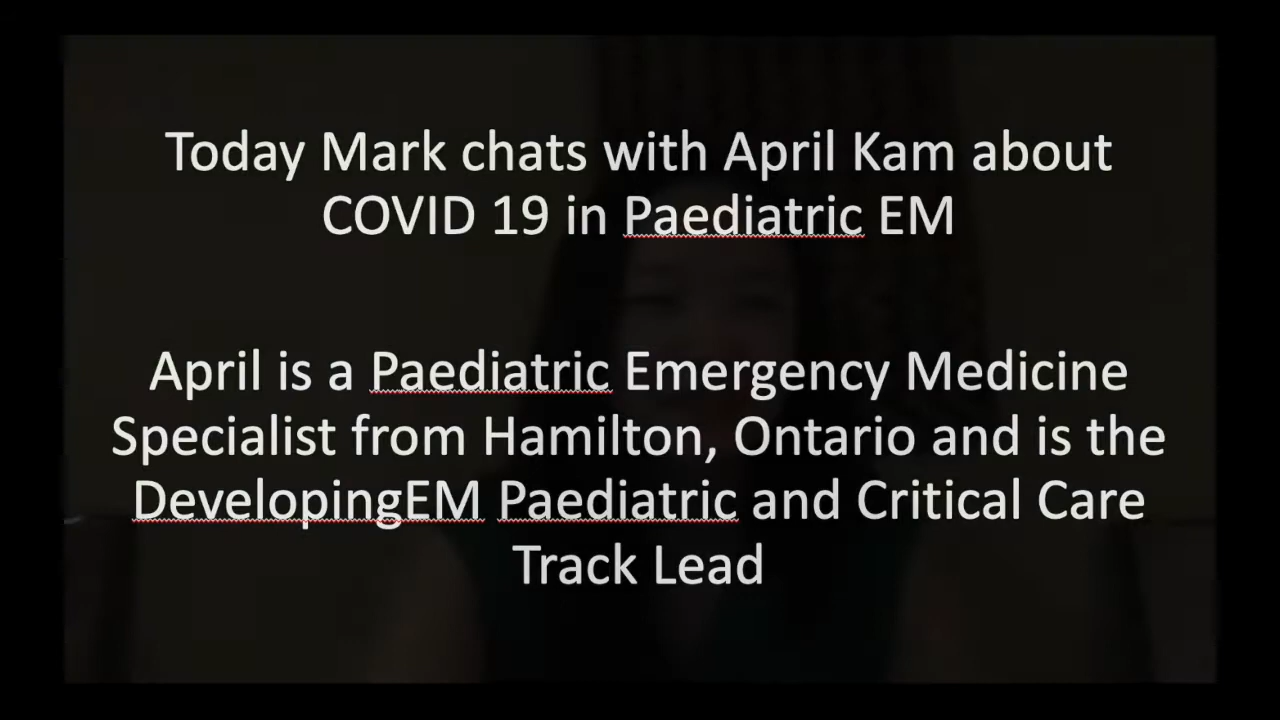 Today Mark chats with April Kam about
COVID 19 in Paediatric EM
April is a Paediatric Emergency Medicine
Specialist from Hamilton, Ontario and is the
DevelopingEM Paediatric and Critical Care
Track Lead